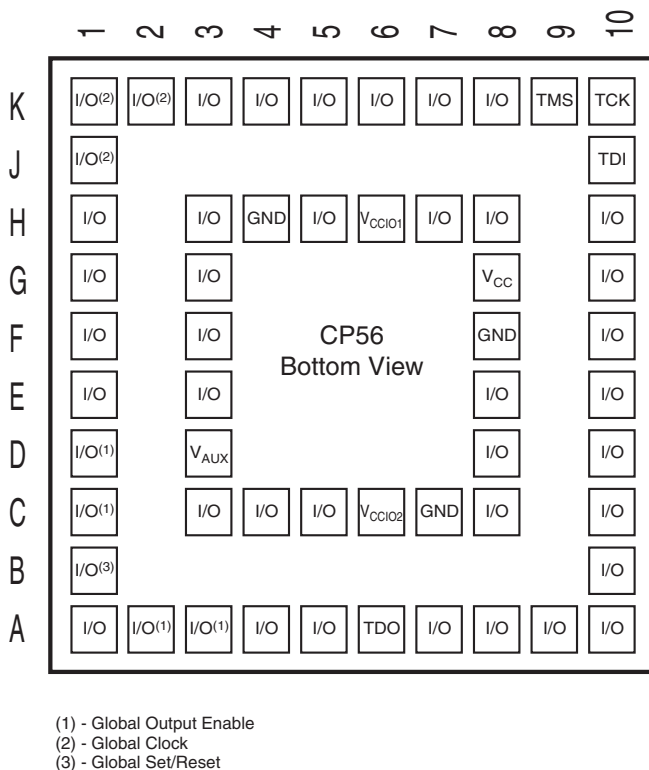 1 2 3 4 5 6 7 8 9 10
K I/O(2) I/O(2) I/O I/O I/O I/O I/O I/O TMS TCK
J I/O(2) TDI
H I/O I/O GND I/O VCCIO1 I/O I/O I/O
G I/O I/O VCC I/O
F I/O I/O GND I/O
CP56
Bottom View
E I/O I/O I/O I/O
D I/O(1) VAUX I/O I/O
C I/O(1) I/O I/O I/O VCCIO2 GND I/O I/O
B I/O(3) I/O
A I/O I/O(1) I/O(1) I/O I/O TDO I/O I/O I/O I/O
(1) - Global Output Enable
(2) - Global Clock
(3) - Global Set/Reset